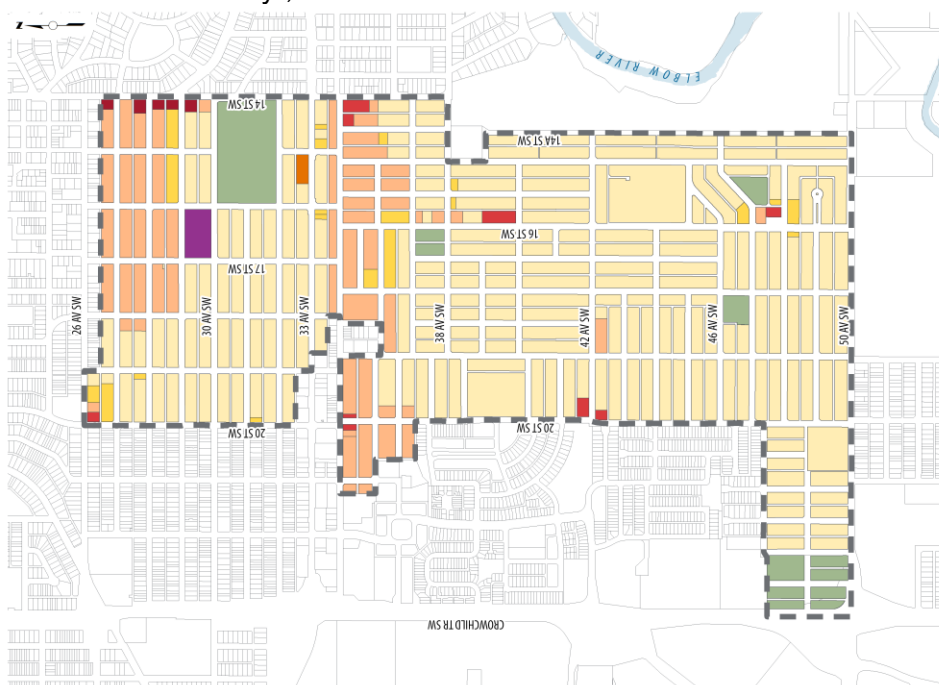 Z
ELBOW RIVER
14 ST SW
14A ST SW
16 ST SW
17 ST SW
26 AV SW
30 AV SW
33 AV SW
38 AV SW
42 AV SW
46 AV SW
50 AV SW
20 ST SW
20 ST SW
CROWCHILD TR SW